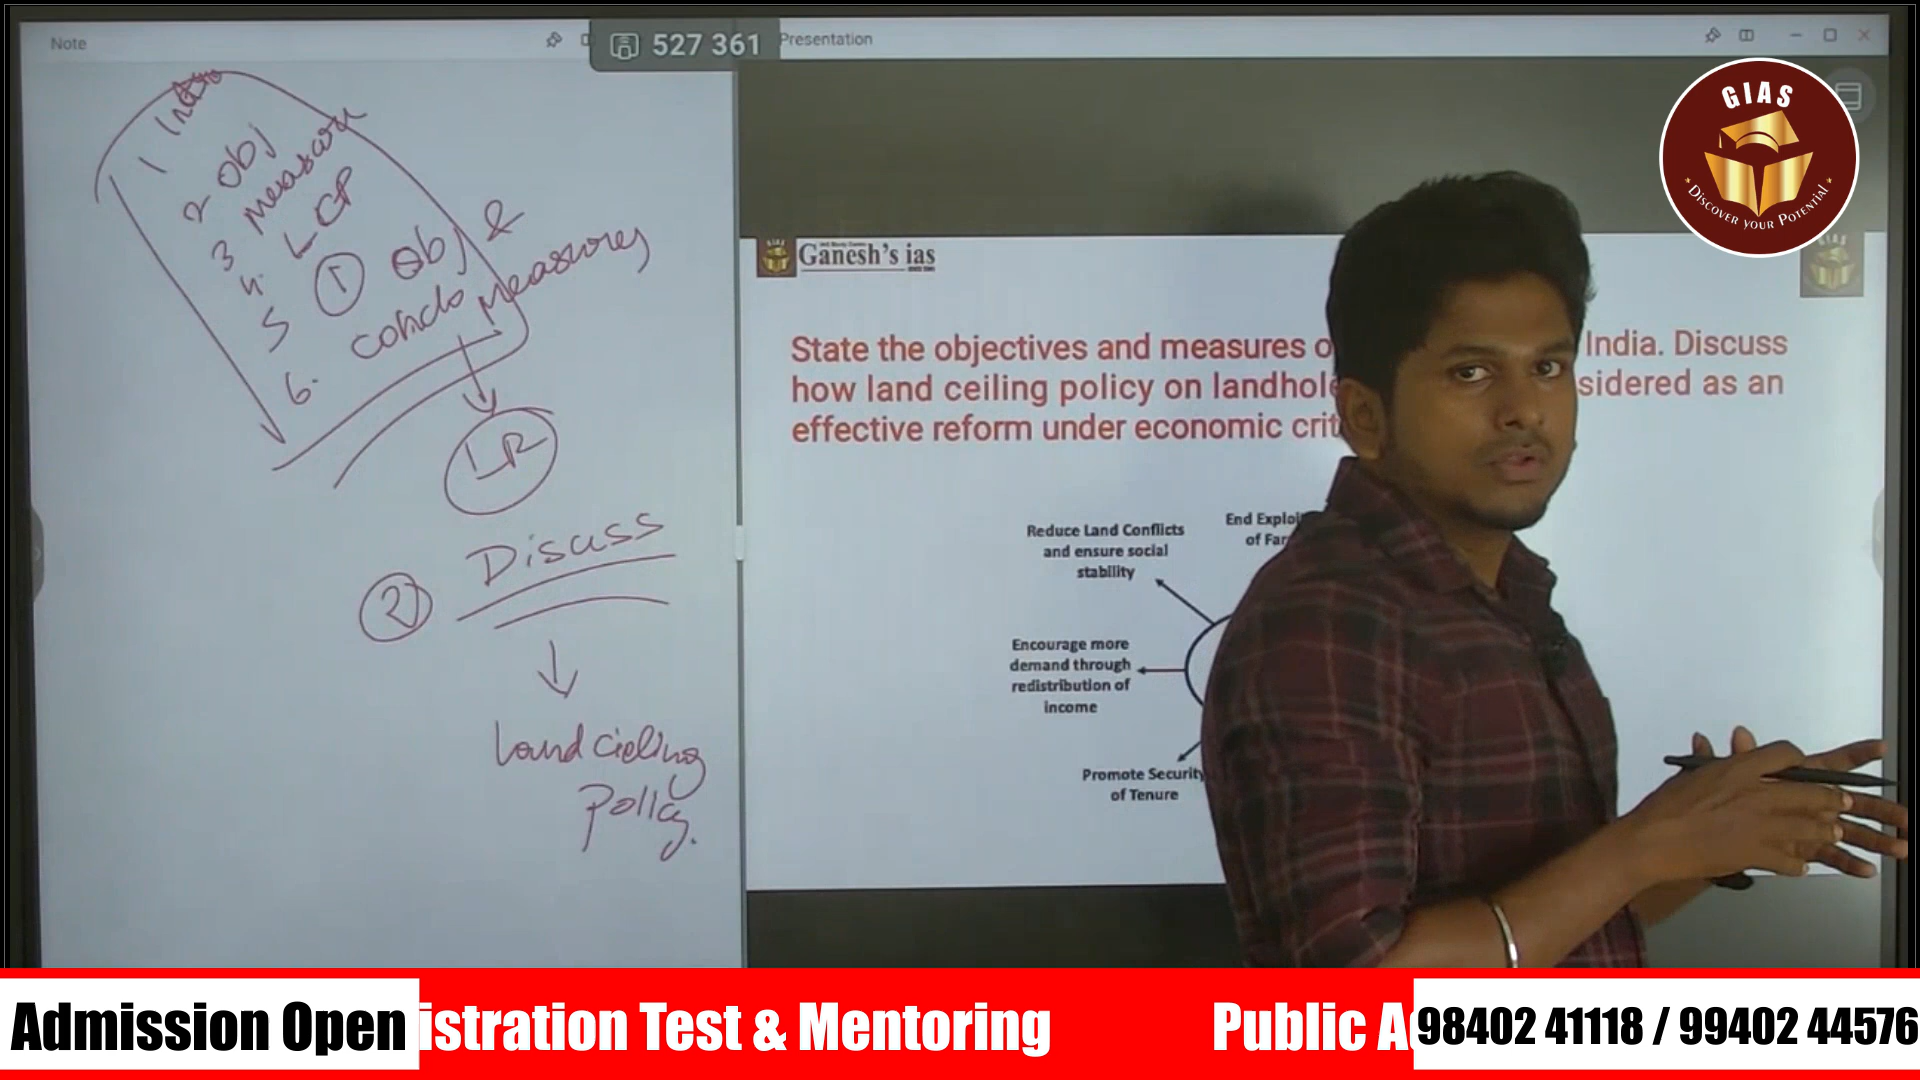 Note
527 361
Presentation
GIAS
DISCOVER YOUR POTENTIAL
1 Intro
2 Obj
3 measure
4. LCP
5
6. Conclo
① Obj &
measures
LR
② Discuss
Land cieling
Policy.
Ganesh's ias
GIAS
State the objectives and measures o India. Discuss
how land ceiling policy on landhol sidered as an
effective reform under economic crit
Reduce Land Conflicts
and ensure social
stability
End Exploi
of Far
Encourage more
demand through
redistribution of
income
Promote Security
of Tenure
Admission Open
istration Test & Mentoring
Public A
98402 41118 / 99402 44576